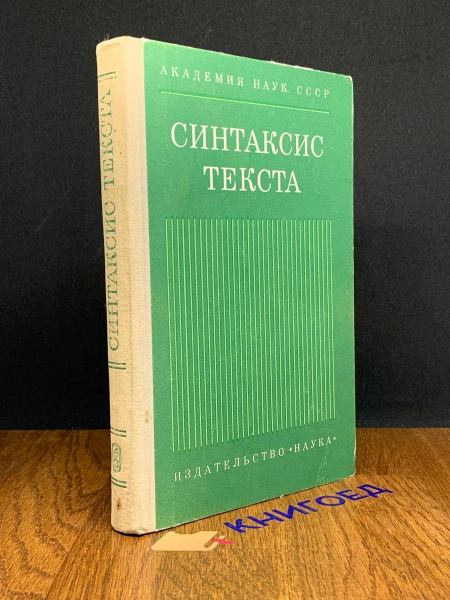 АКАДЕМИЯ НАУК СССР
СИНТАКСИС
ТЕКСТА
ИЗДАТЕЛЬСТВО «НАУКА»
СИНТАКСИС ТЕКСТА
КНИГОЕД